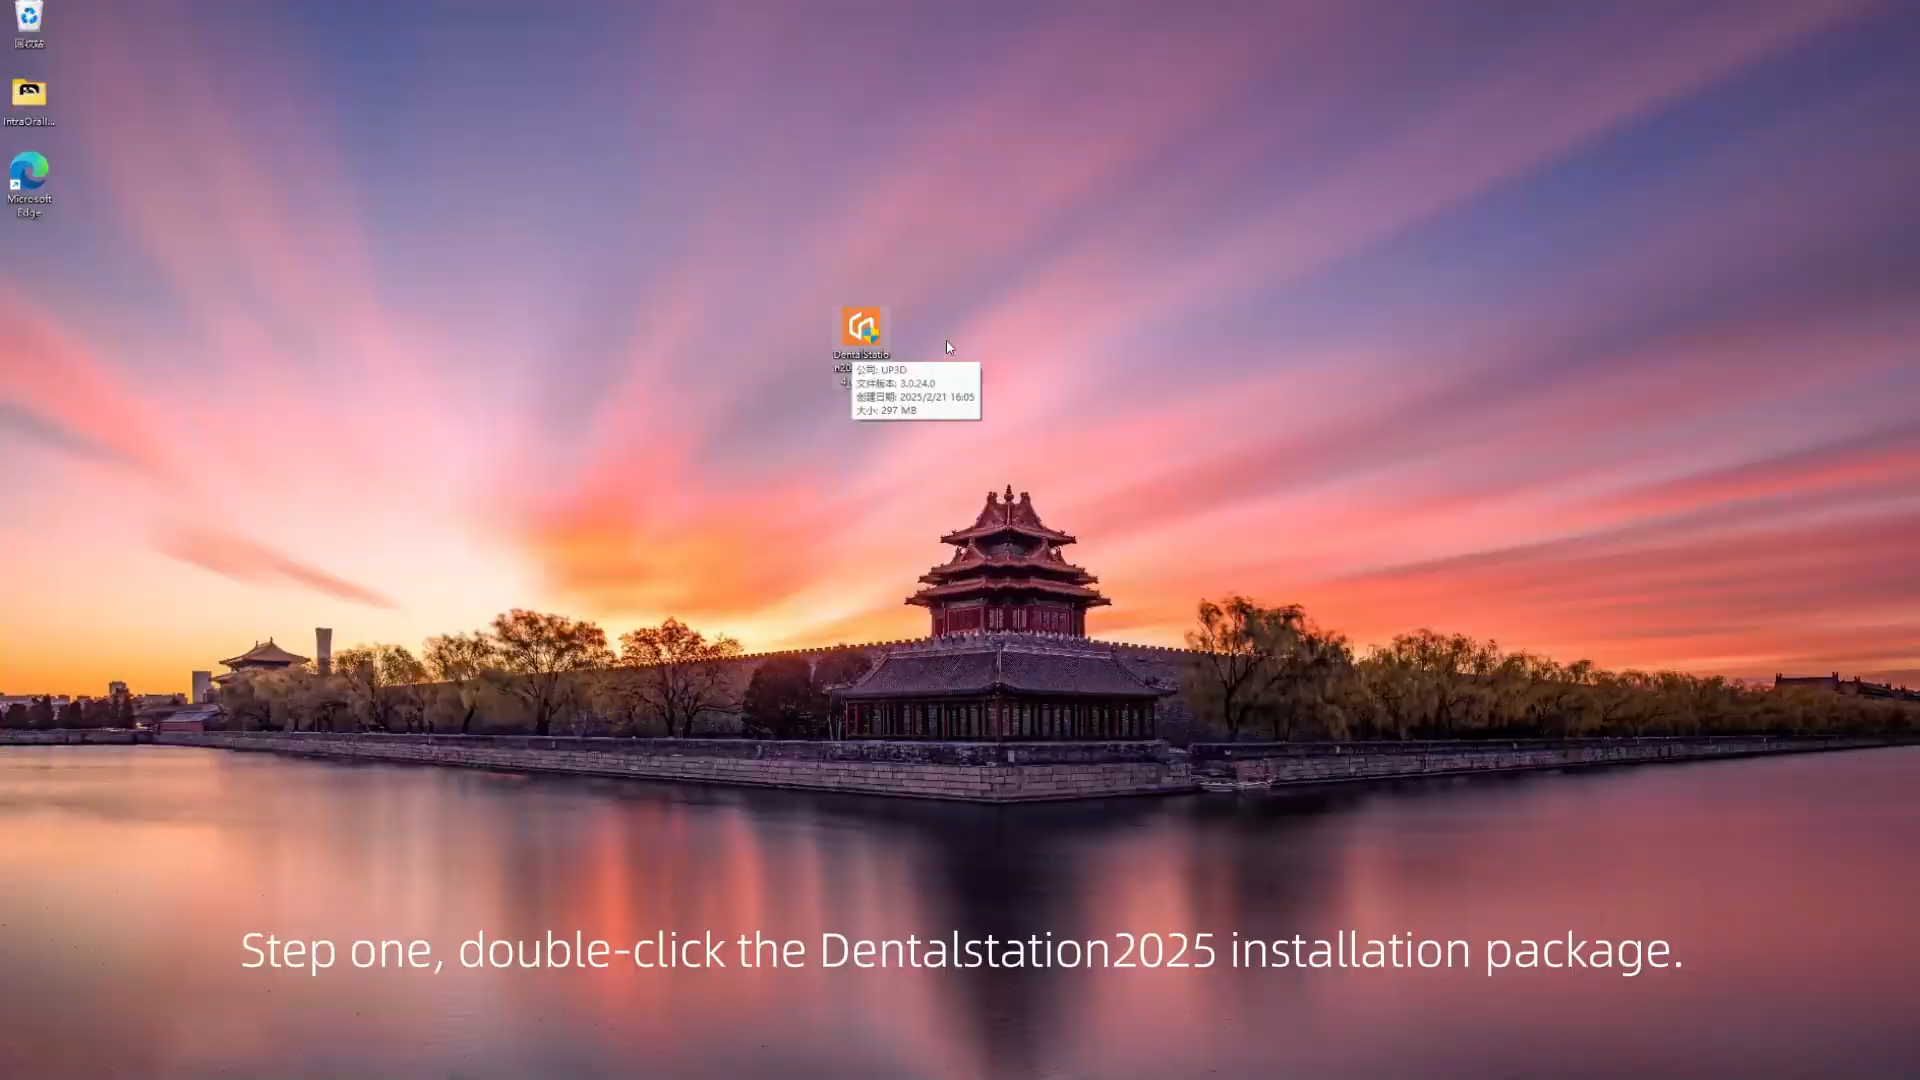 回收站
IntraOralI...
Microsoft
Edge
DentalStatio
n20
公司: UP3D
文件版本: 3.0.24.0
创建日期: 2025/2/21 16:05
大小: 297 MB
Step one, double-click the Dentalstation2025 installation package.